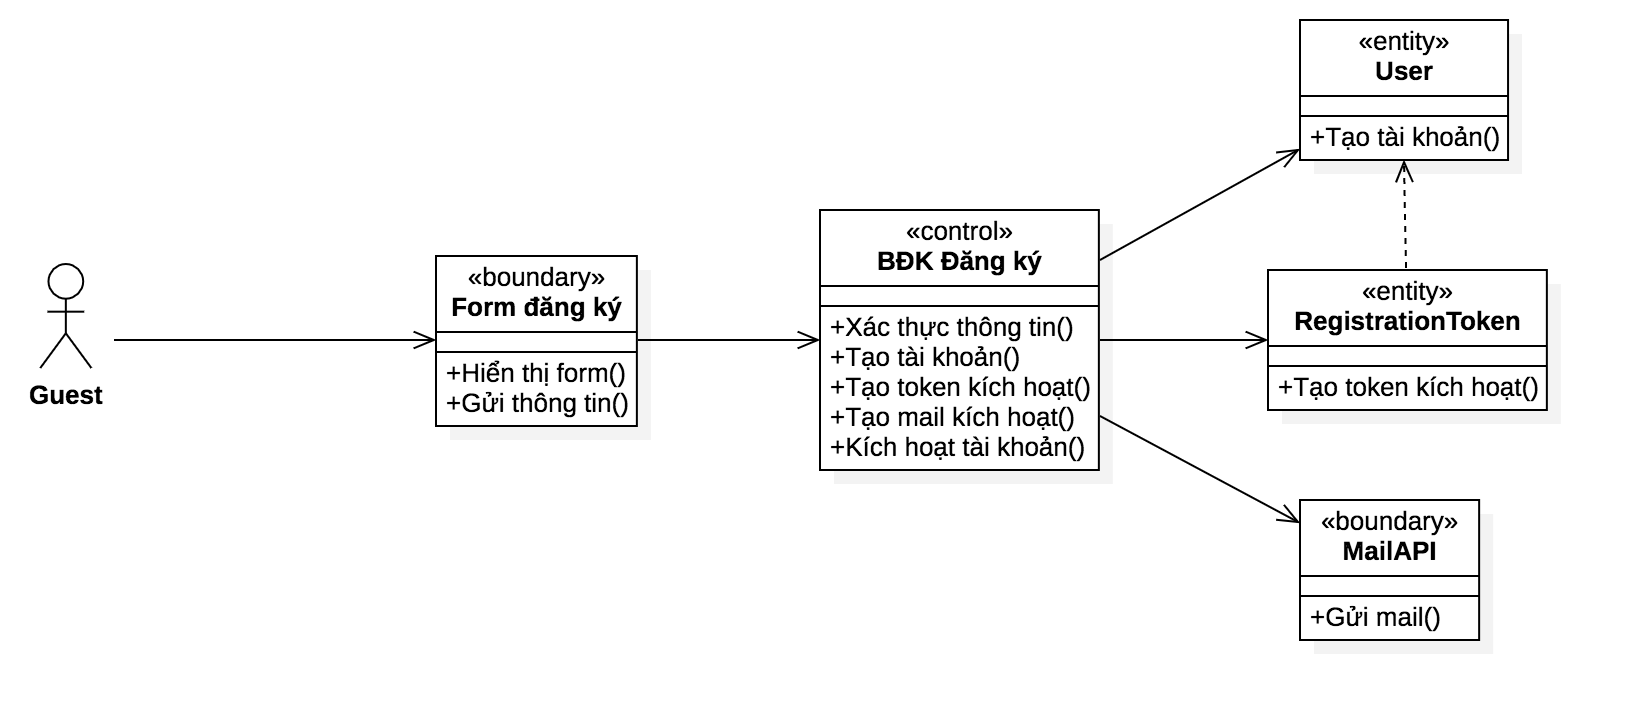 Guest
«boundary»
Form đăng ký
+Hiển thị form()
+Gửi thông tin()
«control»
BĐK Đăng ký
+Xác thực thông tin()
+Tạo tài khoản()
+Tạo token kích hoạt()
+Tạo mail kích hoạt()
+Kích hoạt tài khoản()
«entity»
User
+Tạo tài khoản()
«entity»
RegistrationToken
+Tạo token kích hoạt()
«boundary»
MailAPI
+Gửi mail()